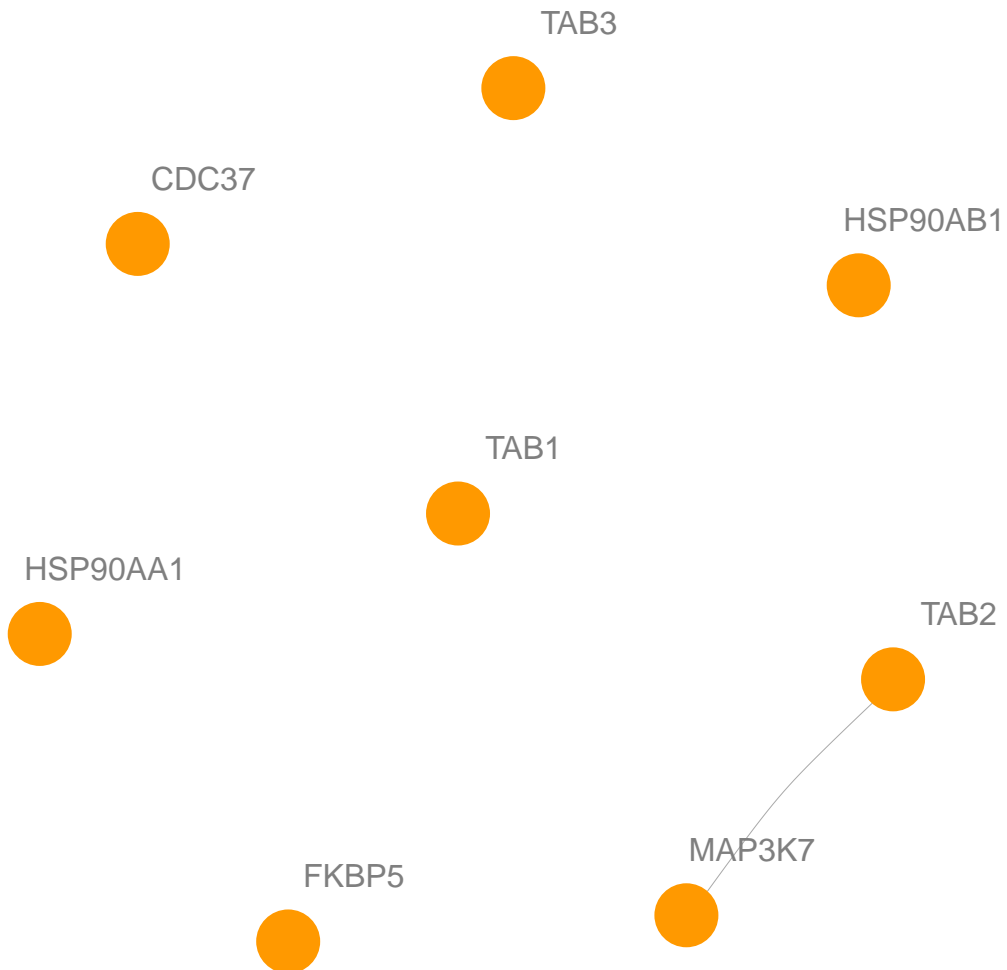 TAB3
CDC37
HSP90AB1
TAB1
HSP90AA1
TAB2
MAP3K7
FKBP5